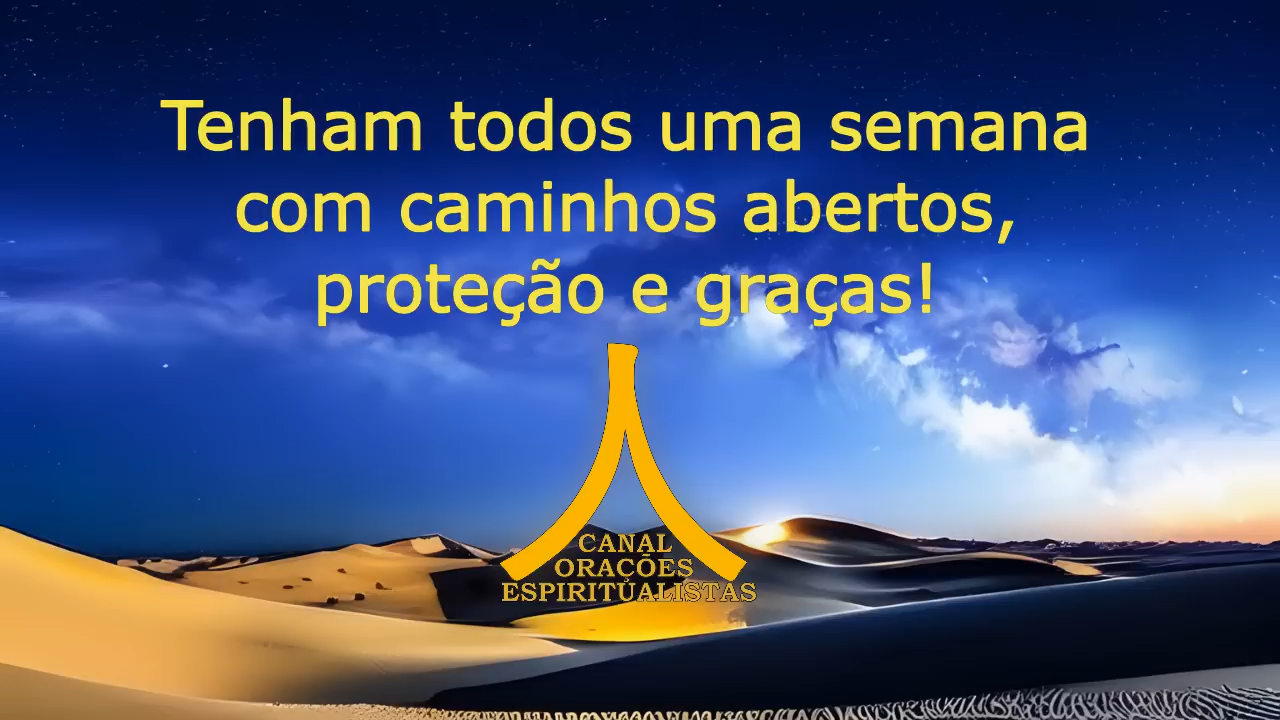 Tenham todos uma semana
com caminhos abertos,
proteção e graças!
CANAL
ORAÇÕES
ESPIRITUALISTAS